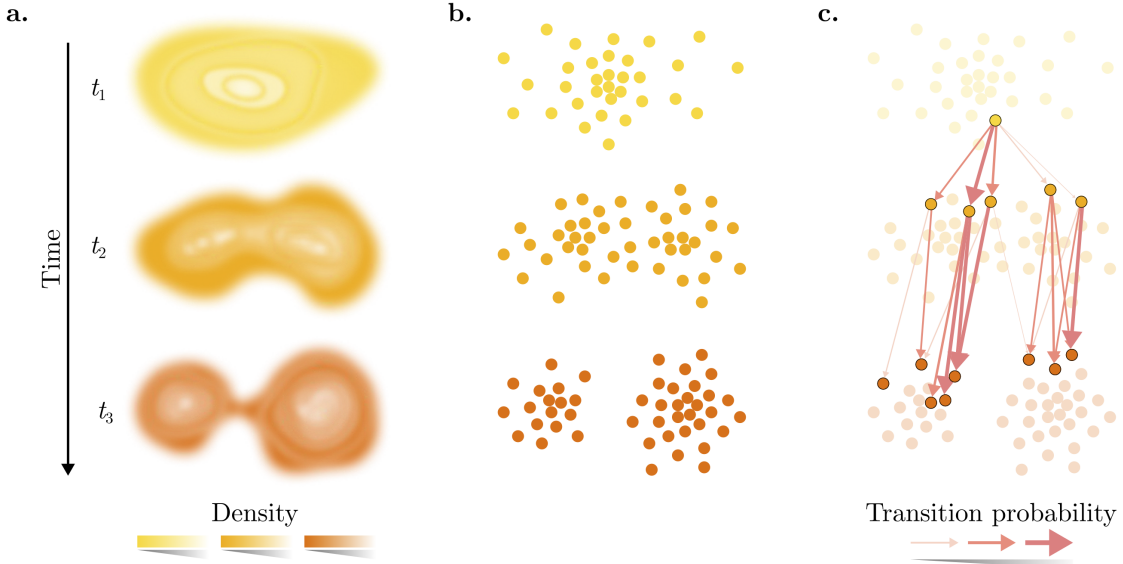 a.
b.
c.
Time
t1
t2
t3
Density
Transition probability